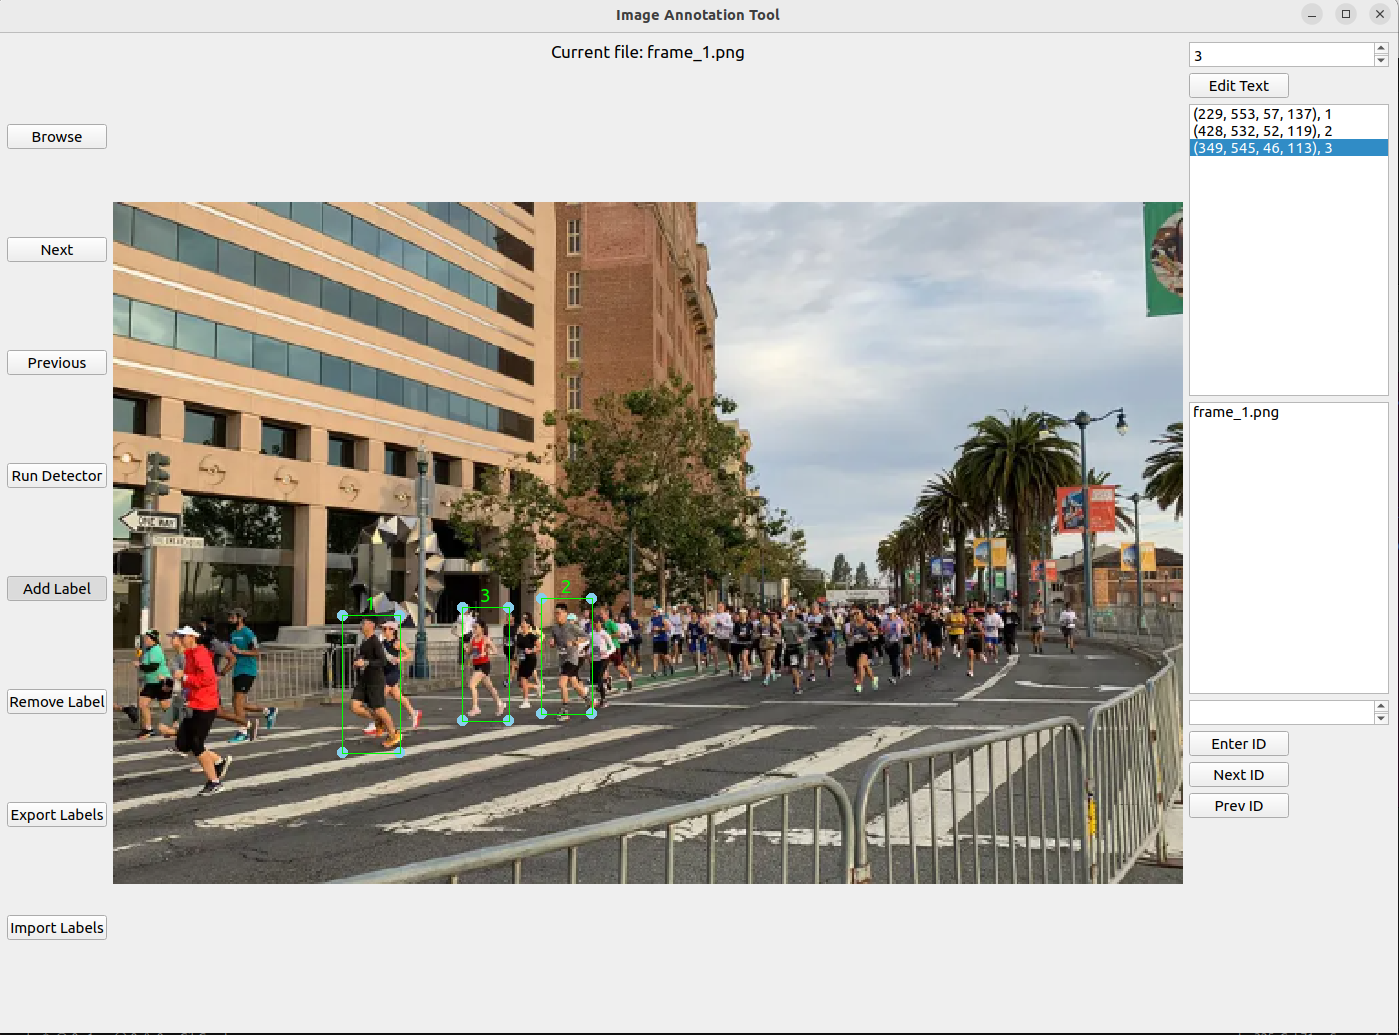 Image Annotation Tool
Current file: frame_1.png
3
Edit Text
(229, 553, 57, 137), 1
(428, 532, 52, 119), 2
(349, 545, 46, 113), 3
Browse
Next
Previous
Run Detector
Add Label
Remove Label
Export Labels
Import Labels
ONE WAY
1
3
2
frame_1.png
Enter ID
Next ID
Prev ID